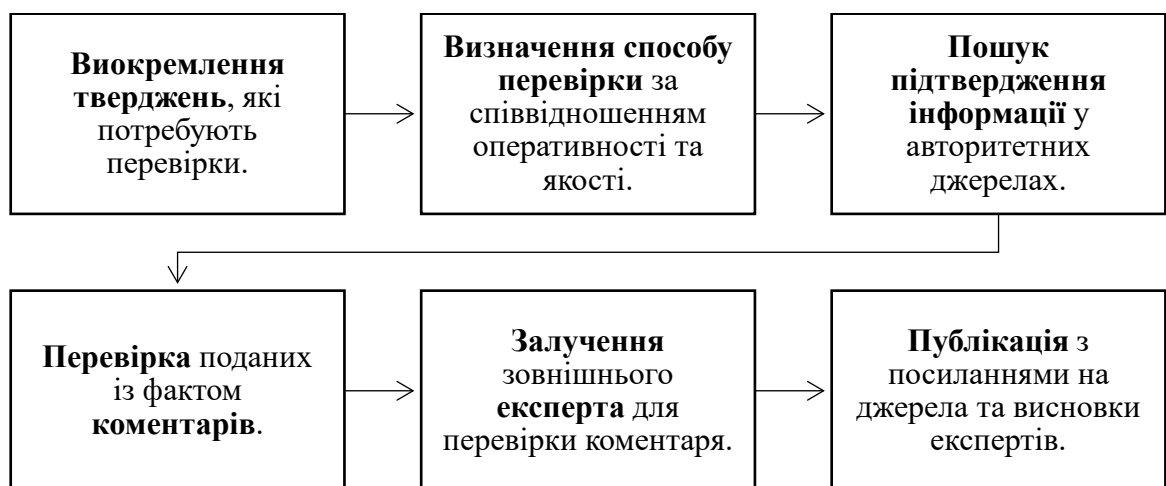 Виокремлення
тверджень, які
потребують
перевірки.
Визначення способу
перевірки за
співвідношенням
оперативності та
якості.
Пошук
підтвердження
інформації у
авторитетних
джерелах.
Перевірка поданих
із фактом
коментарів.
Залучення
зовнішнього
експерта для
перевірки коментаря.
Публікація з
посиланнями на
джерела та висновки
експертів.